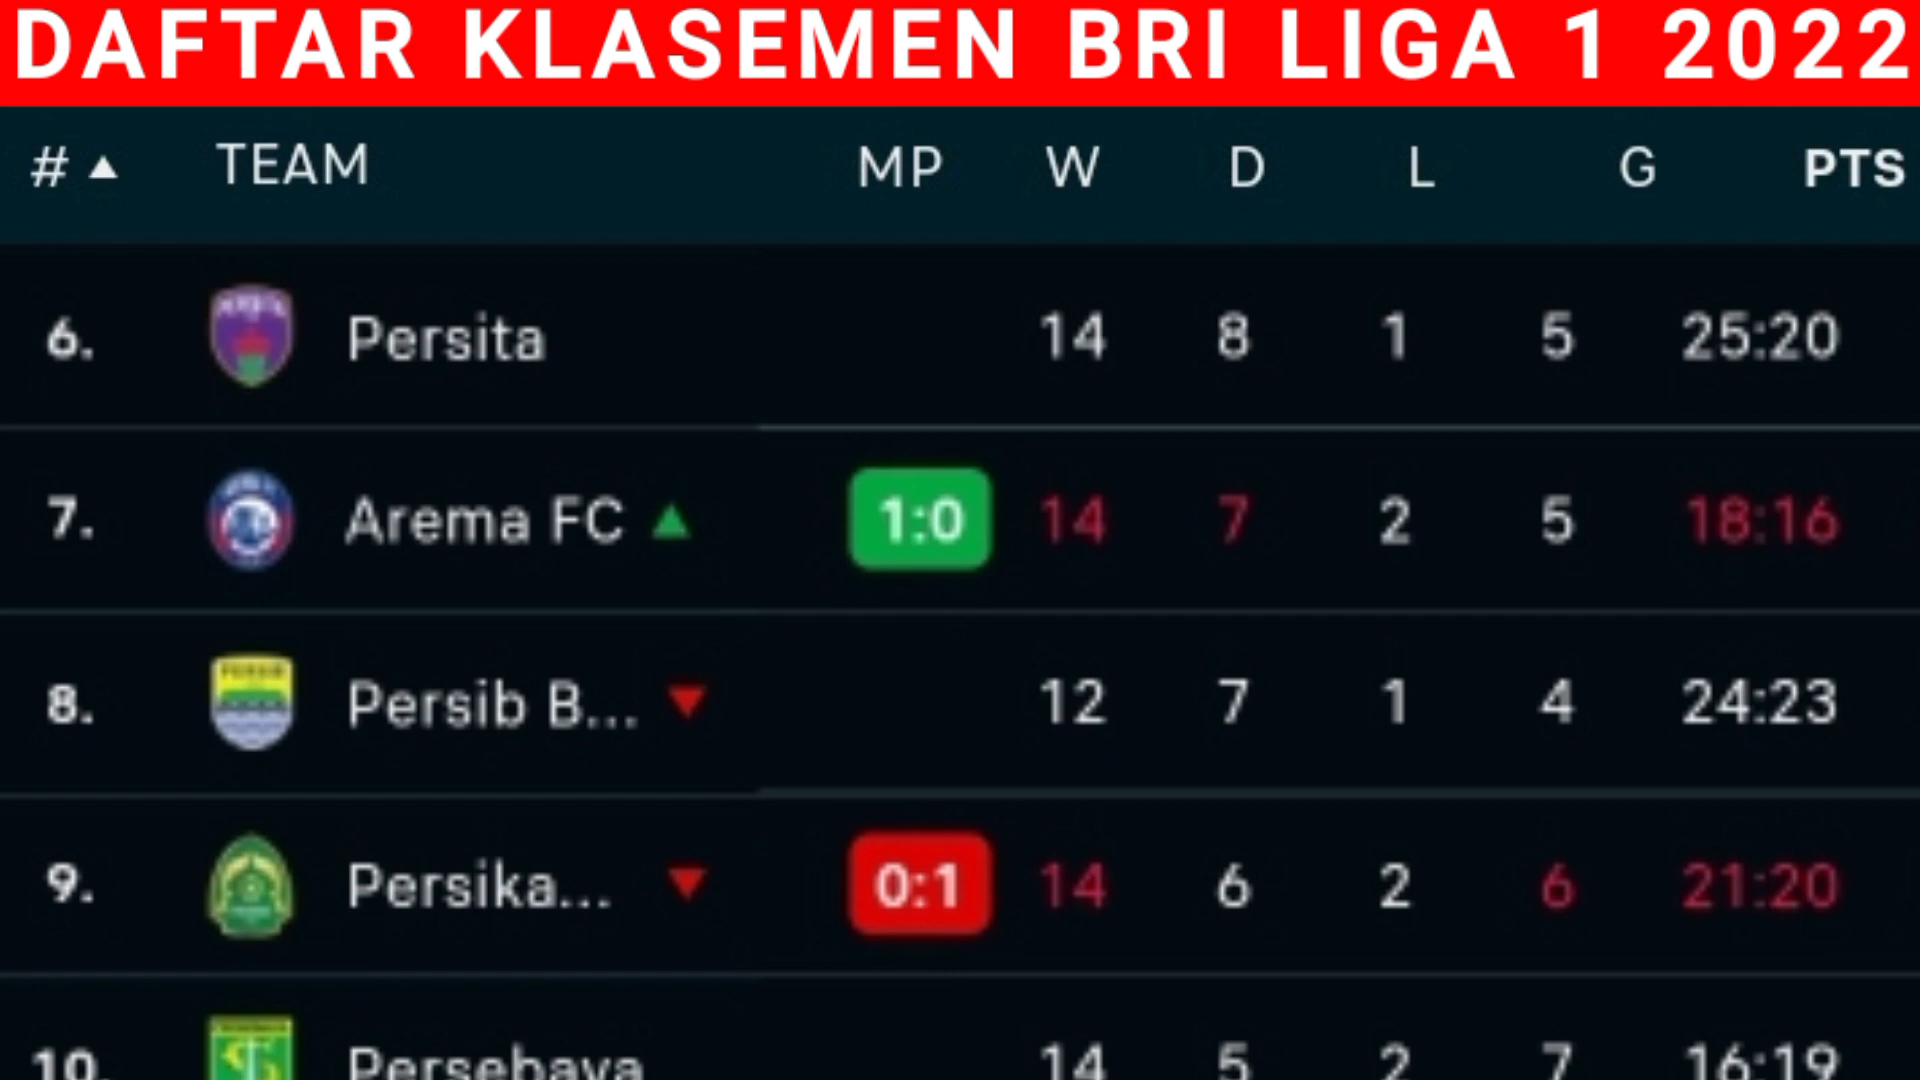 DAFTAR KLASEMEN BRI LIGA 1 2022
# ▲ TEAM MP W D L G PTS
6. Persita 14 8 1 5 25:20
7. Arema FC ▲ 1:0 14 7 2 5 18:16
8. PERSIB Persib B... ▼ 12 7 1 4 24:23
9. Persika... ▼ 0:1 14 6 2 6 21:20
10. Persebaya 14 5 2 7 16:19